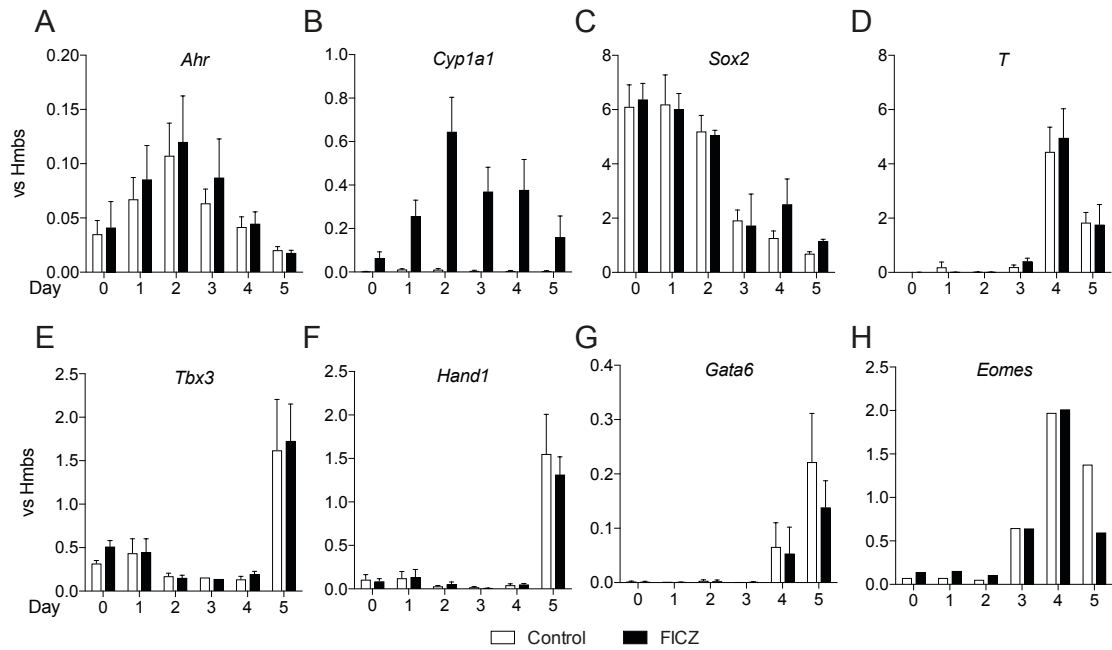 A
Ahr
vs Hmbs
0.20
0.15
0.10
0.05
0.00
Day 0 1 2 3 4 5
B
Cyp1a1
1.0
0.8
0.6
0.4
0.2
0.0
0 1 2 3 4 5
C
Sox2
8
6
4
2
0
0 1 2 3 4 5
D
T
8
6
4
2
0
0 1 2 3 4 5
E
Tbx3
vs Hmbs
2.5
2.0
1.5
1.0
0.5
0.0
Day 0 1 2 3 4 5
F
Hand1
2.5
2.0
1.5
1.0
0.5
0.0
0 1 2 3 4 5
G
Gata6
0.4
0.3
0.2
0.1
0.0
0 1 2 3 4 5
H
Eomes
2.5
2.0
1.5
1.0
0.5
0.0
0 1 2 3 4 5
Control FICZ